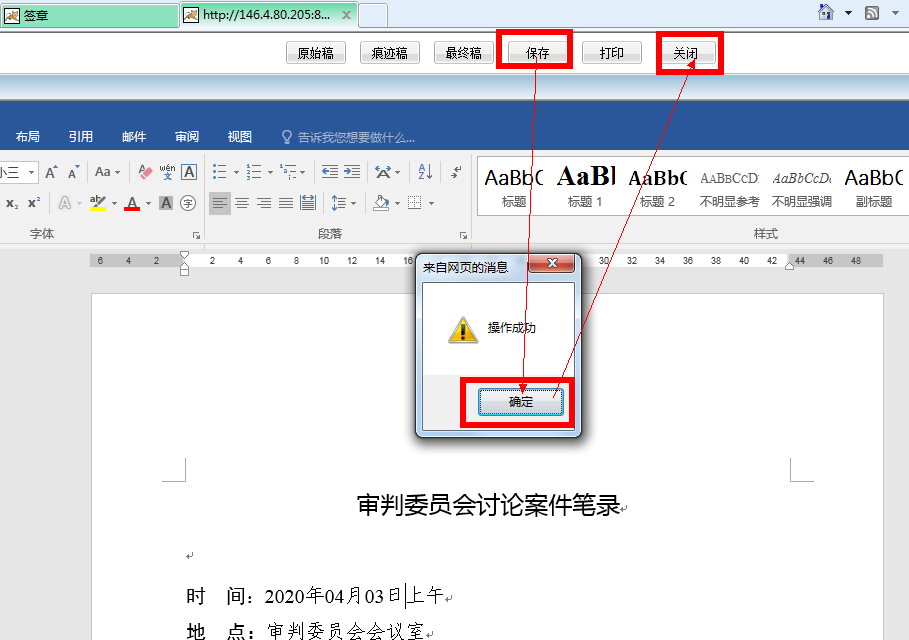 签章 http://146.4.80.205:8...
原始稿 痕迹稿 最终稿 保存 打印 关闭
布局 引用 邮件 审阅 视图 告诉我您想要做什么...
小三 A A Aa wén 文 A A Z
AaBbC AaBl AaBb( AABBCCDI AaBbCcDa AaBbC
x₂ x² A ab A A 字
标题 标题 1 标题 2 不明显参考 不明显强调 副标题
字体 段落 样式
6 4 2 2 4 6 8 10 12 14 16 30 32 34 36 38 40 42 44 46 48
来自网页的消息
操作成功
确定
审判委员会讨论案件笔录
时 间：2020年04月03日上午
地 点：审判委员会会议室